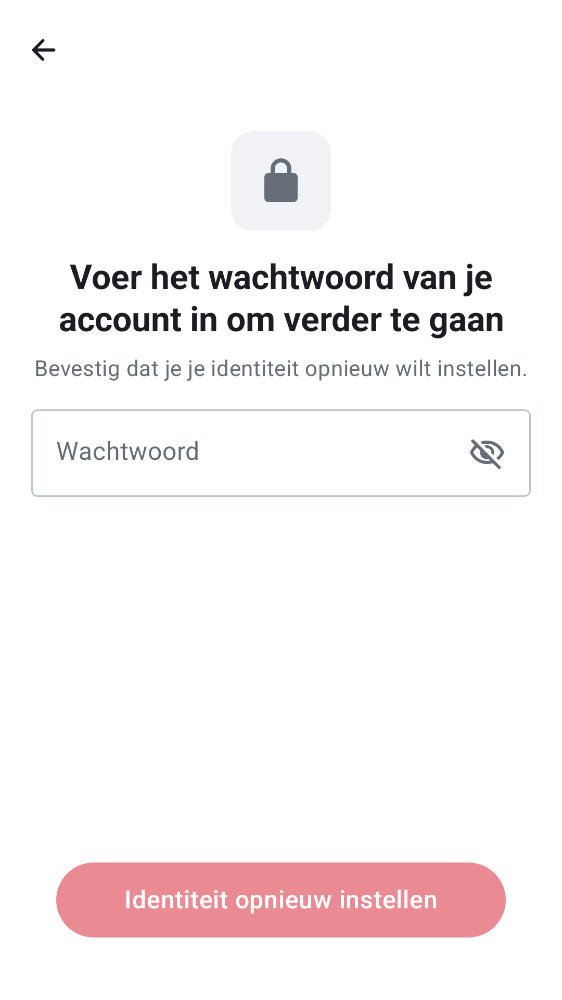 Voer het wachtwoord van je
account in om verder te gaan
Bevestig dat je je identiteit opnieuw wilt instellen.
Wachtwoord
Identiteit opnieuw instellen